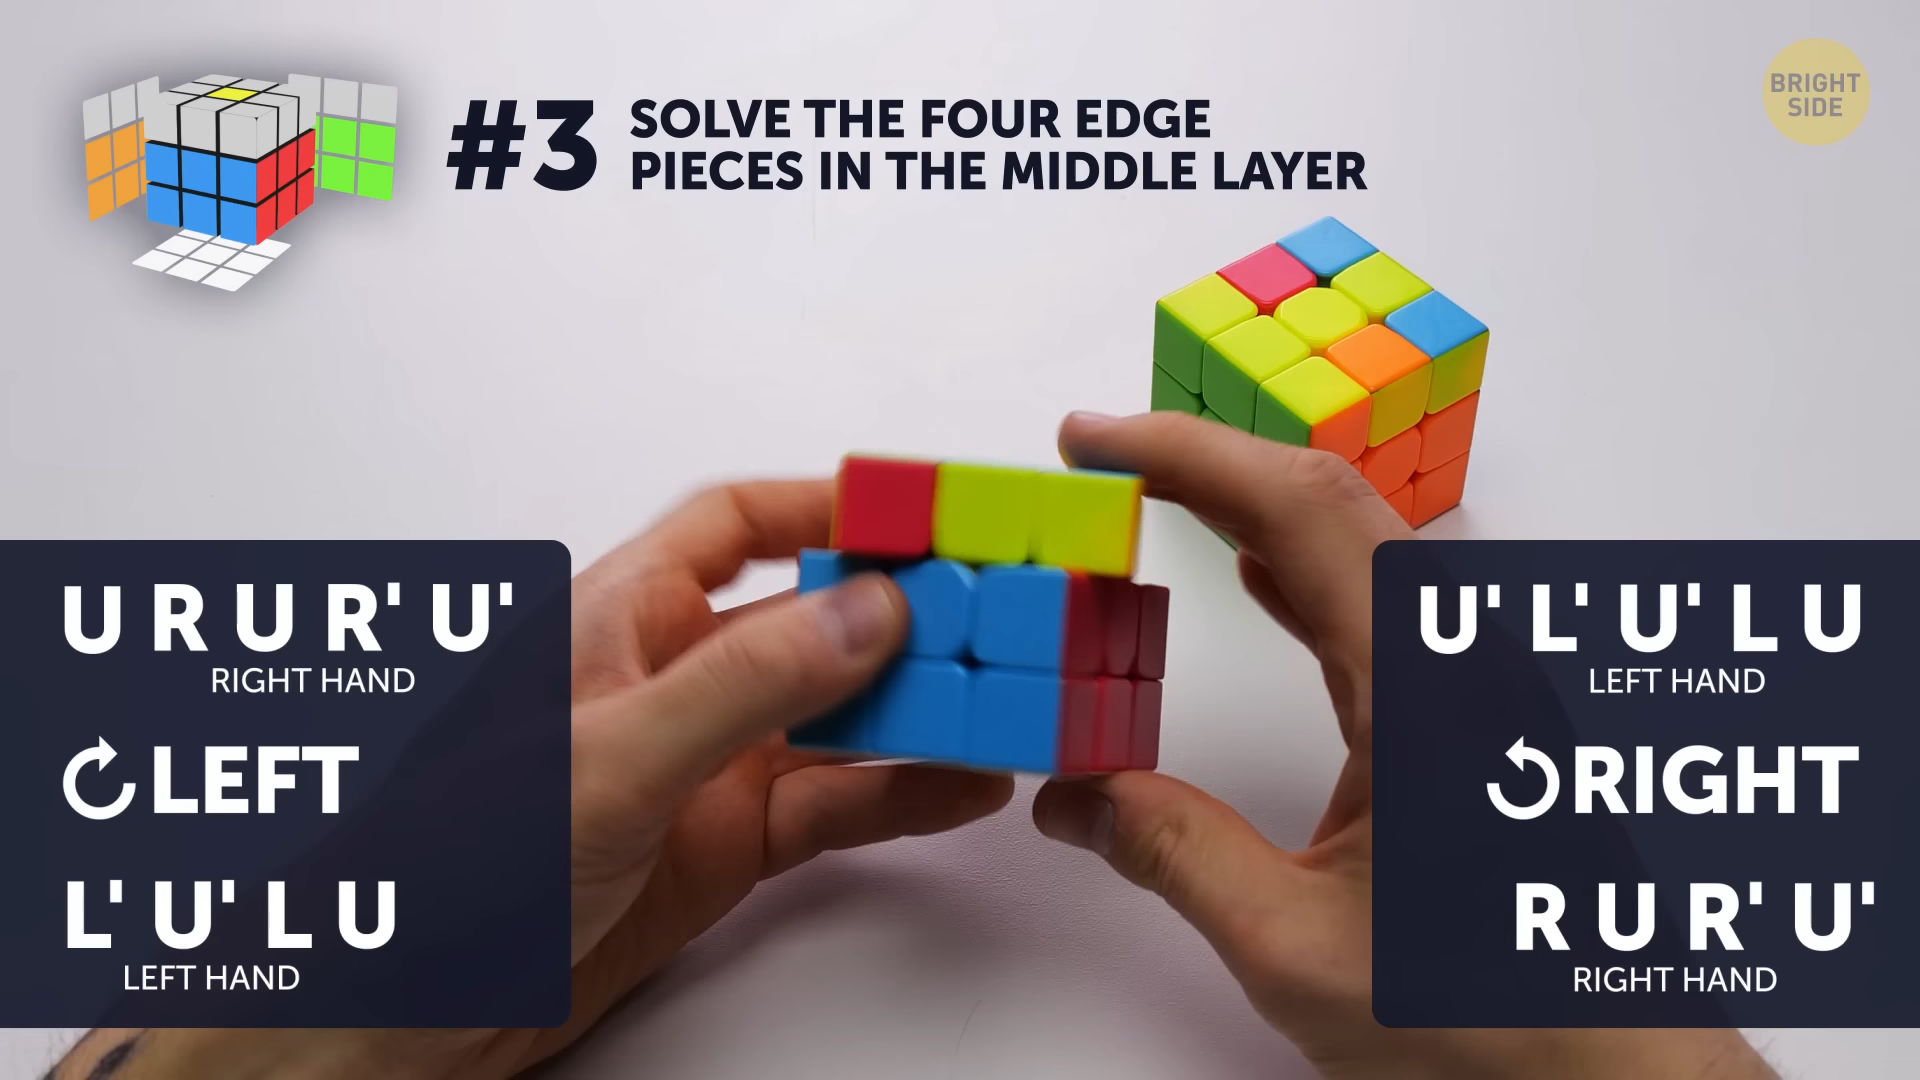 #3
SOLVE THE FOUR EDGE
PIECES IN THE MIDDLE LAYER
BRIGHT
SIDE
U R U R' U'
RIGHT HAND
LEFT
L' U' L U
LEFT HAND
U' L' U' L U
LEFT HAND
RIGHT
R U R' U'
RIGHT HAND